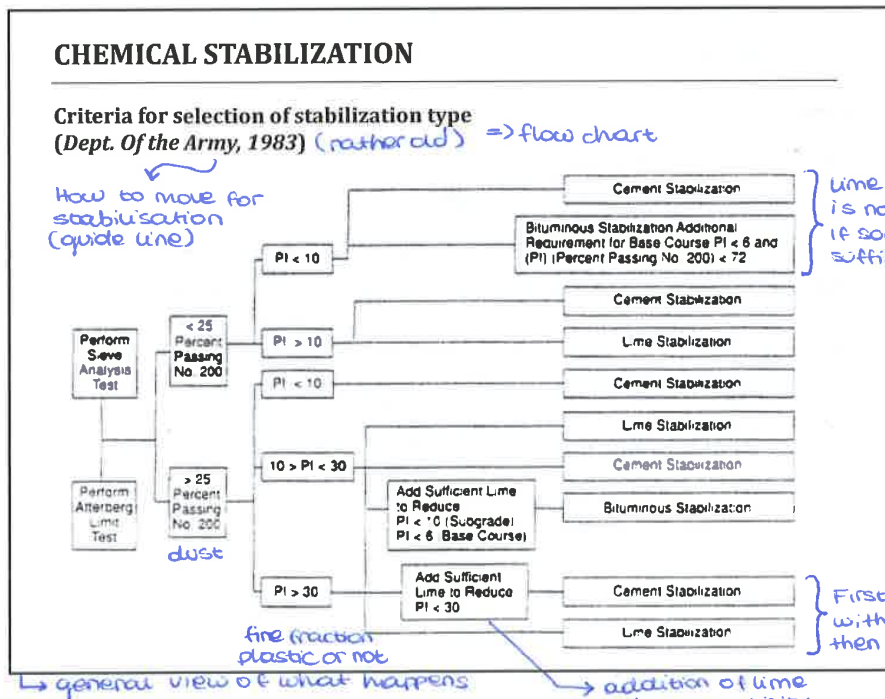 CHEMICAL STABILIZATION
Criteria for selection of stabilization type
(Dept. Of the Army, 1983) (rather old) => flow chart
How to move for
stabilisation
(guide line)
Cement Stabilization
Bituminous Stabilization Additional
Requirement for Base Course PI < 6 and
(PI) (Percent Passing No. 200) < 72
Lime
is no
if so
suffi
PI < 10
< 25
Percent
Passing
No. 200
PI > 10
Cement Stabilization
Lime Stabilization
Perform
Sieve
Analysis
Test
PI < 10
Cement Stabilization
Lime Stabilization
10 > PI < 30
Cement Stabilization
Perform
Atterberg
Limit
Test
> 25
Percent
Passing
No. 200
dust
Add Sufficient Lime
to Reduce
PI < 10 (Subgrade)
PI < 6 (Base Course)
Bituminous Stabilization
PI > 30
Add Sufficient
Lime to Reduce
PI < 30
Cement Stabilization
Lime Stabilization
First
with
then
fine fraction
plastic or not
general view of what happens
addition of lime